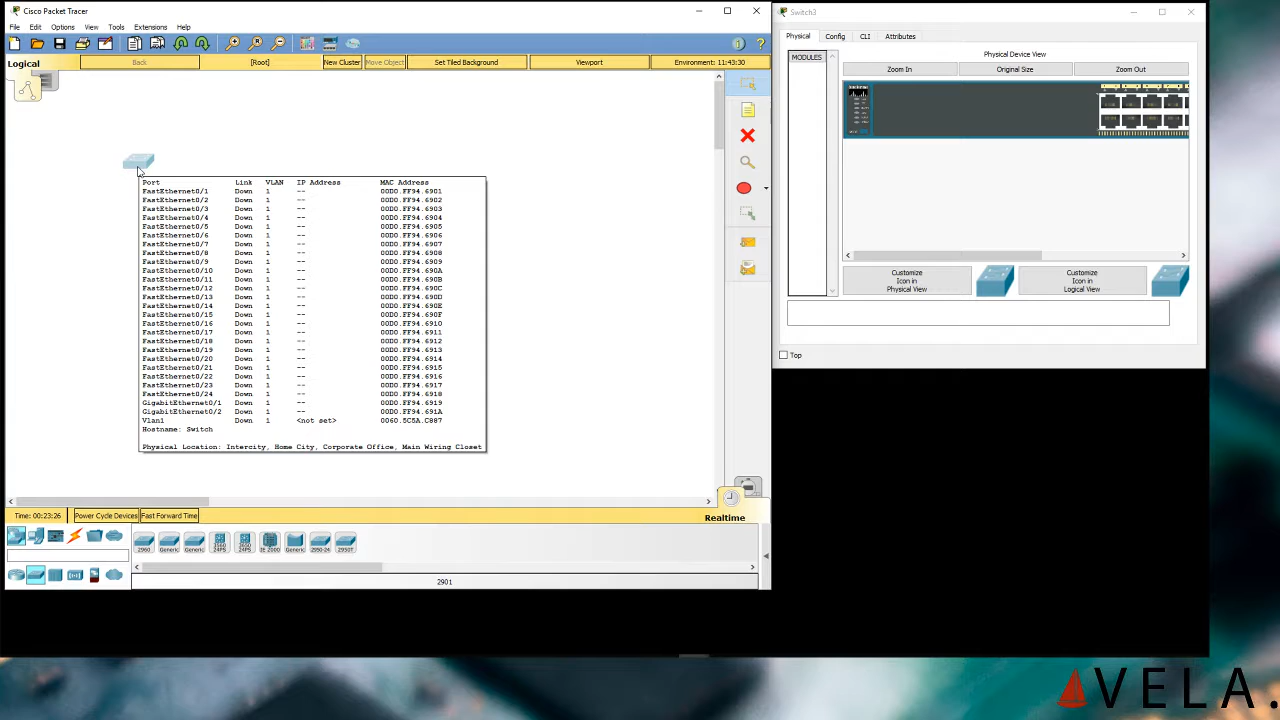 Cisco Packet Tracer
File Edit Options View Tools Extensions Help
Logical Back [Root] New Cluster Move Object Set Tiled Background Viewport Environment: 11:43:30
Port Link VLAN IP Address MAC Address
FastEthernet0/1 Down 1 -- 00D0.FF94.6901
FastEthernet0/2 Down 1 -- 00D0.FF94.6902
FastEthernet0/3 Down 1 -- 00D0.FF94.6903
FastEthernet0/4 Down 1 -- 00D0.FF94.6904
FastEthernet0/5 Down 1 -- 00D0.FF94.6905
FastEthernet0/6 Down 1 -- 00D0.FF94.6906
FastEthernet0/7 Down 1 -- 00D0.FF94.6907
FastEthernet0/8 Down 1 -- 00D0.FF94.6908
FastEthernet0/9 Down 1 -- 00D0.FF94.6909
FastEthernet0/10 Down 1 -- 00D0.FF94.690A
FastEthernet0/11 Down 1 -- 00D0.FF94.690B
FastEthernet0/12 Down 1 -- 00D0.FF94.690C
FastEthernet0/13 Down 1 -- 00D0.FF94.690D
FastEthernet0/14 Down 1 -- 00D0.FF94.690E
FastEthernet0/15 Down 1 -- 00D0.FF94.690F
FastEthernet0/16 Down 1 -- 00D0.FF94.6910
FastEthernet0/17 Down 1 -- 00D0.FF94.6911
FastEthernet0/18 Down 1 -- 00D0.FF94.6912
FastEthernet0/19 Down 1 -- 00D0.FF94.6913
FastEthernet0/20 Down 1 -- 00D0.FF94.6914
FastEthernet0/21 Down 1 -- 00D0.FF94.6915
FastEthernet0/22 Down 1 -- 00D0.FF94.6916
FastEthernet0/23 Down 1 -- 00D0.FF94.6917
FastEthernet0/24 Down 1 -- 00D0.FF94.6918
GigabitEthernet0/1 Down 1 -- 00D0.FF94.6919
GigabitEthernet0/2 Down 1 -- 00D0.FF94.691A
Vlan1 Down 1 <not set> 0060.5C5A.C887
Hostname: Switch
Physical Location: Intercity, Home City, Corporate Office, Main Wiring Closet
Time: 00:23:26 Power Cycle Devices Fast Forward Time
Realtime
2960 Generic Generic 3560 24PS 3650 24PS IE 2000 Generic 2950-24 2950T
2901
Switch3
Physical Config CLI Attributes
MODULES
Physical Device View
Zoom In Original Size Zoom Out
Customize
Icon in
Physical View
Customize
Icon in
Logical View
Top
VELA.